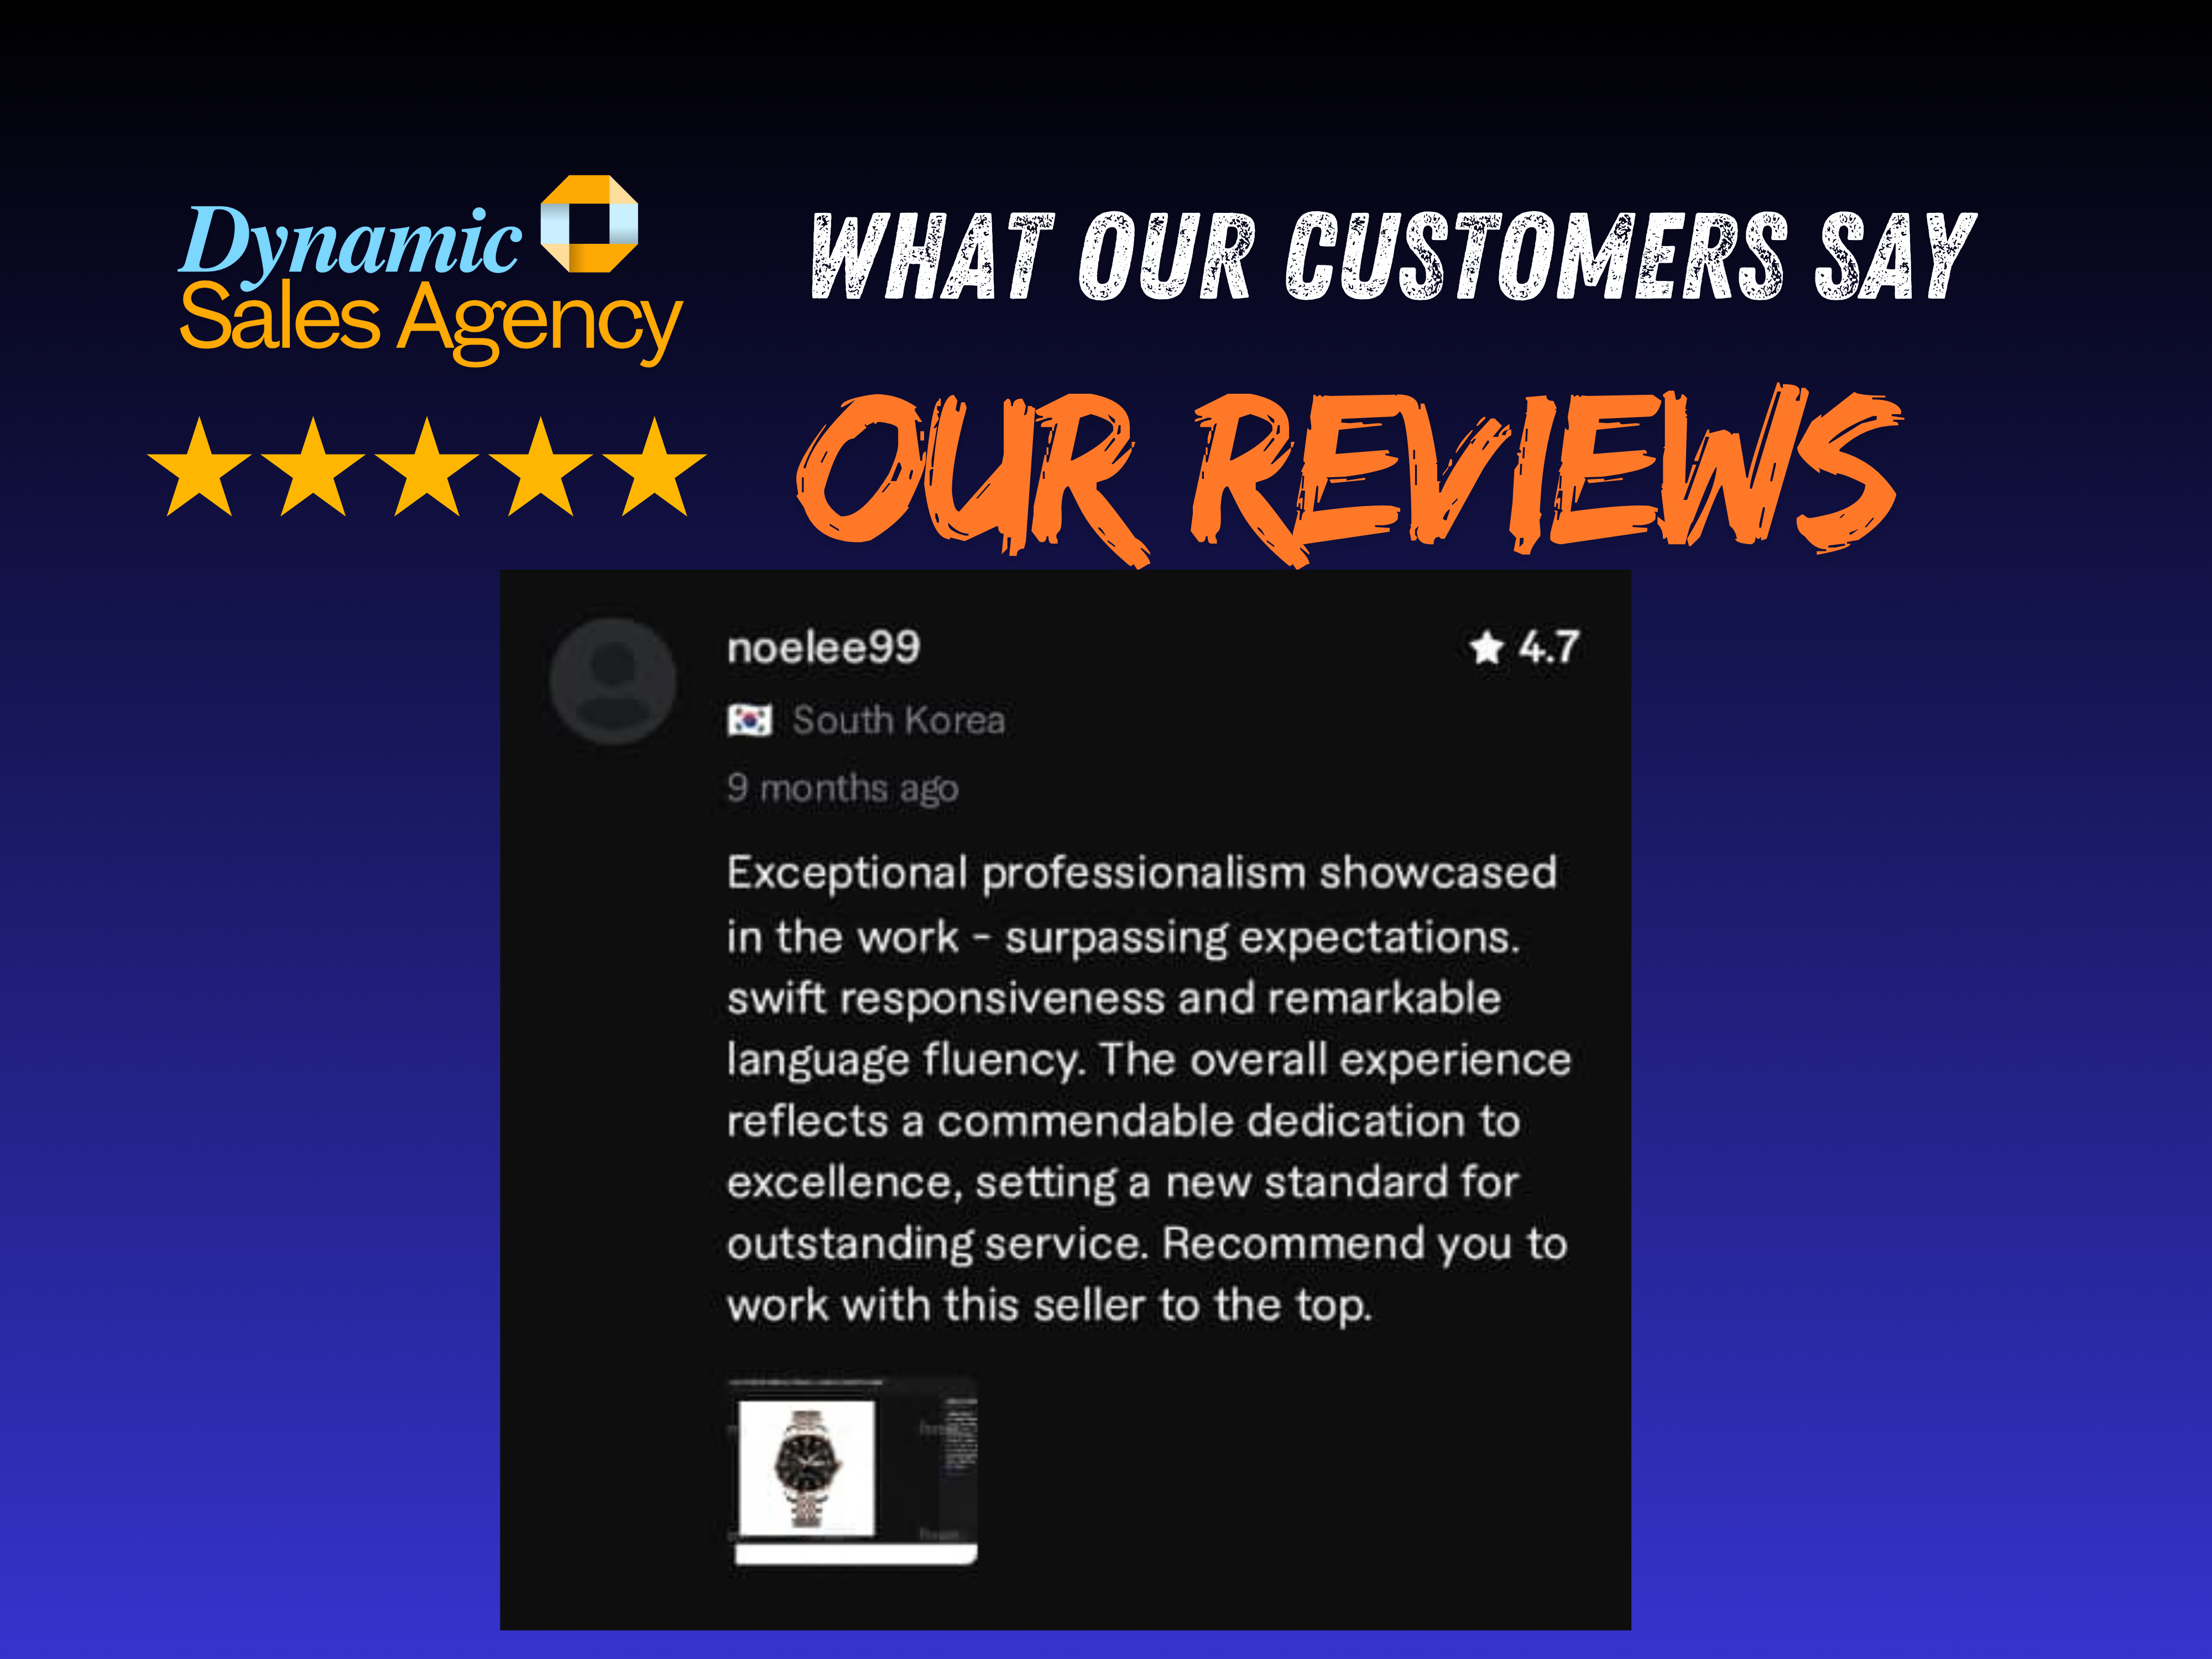 Dynamic
Sales Agency
WHAT OUR CUSTOMERS SAY
OUR REVIEWS
noelee99
★ 4.7
South Korea
9 months ago
Exceptional professionalism showcased
in the work - surpassing expectations.
swift responsiveness and remarkable
language fluency. The overall experience
reflects a commendable dedication to
excellence, setting a new standard for
outstanding service. Recommend you to
work with this seller to the top.